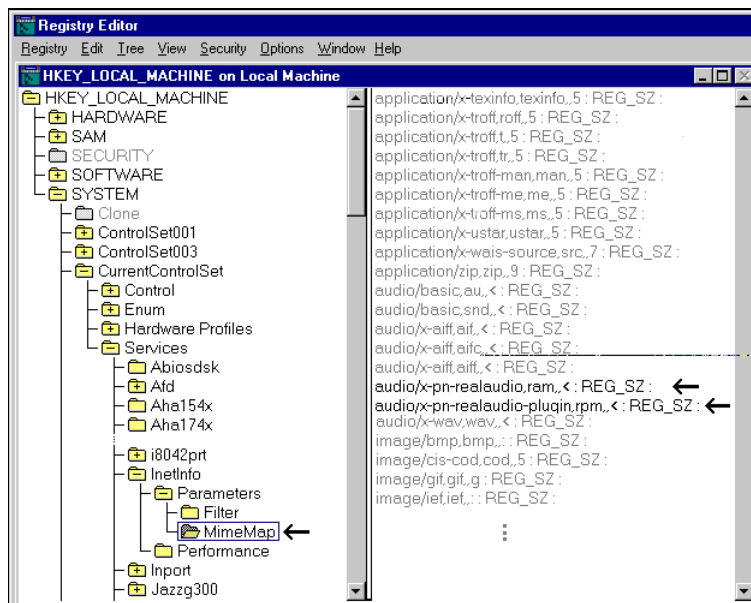 Registry Editor
Registry Edit Tree View Security Options Window Help
HKEY_LOCAL_MACHINE on Local Machine
HKEY_LOCAL_MACHINE
HARDWARE
SAM
SECURITY
SOFTWARE
SYSTEM
Clone
ControlSet001
ControlSet003
CurrentControlSet
Control
Enum
Hardware Profiles
Services
Abiosdsk
Afd
Aha154x
Aha174x
i8042prt
InetInfo
Parameters
Filter
MimeMap
Performance
Inport
Jazzg300
application/x-texinfo,texinfo,,5 : REG_SZ :
application/x-troff,roff,,5 : REG_SZ :
application/x-troff,t,,5 : REG_SZ :
application/x-troff,tr,,5 : REG_SZ :
application/x-troff-man,man,,5 : REG_SZ :
application/x-troff-me,me,,5 : REG_SZ :
application/x-troff-ms,ms,,5 : REG_SZ :
application/x-ustar,ustar,,5 : REG_SZ :
application/x-wais-source,src,,7 : REG_SZ :
application/zip,zip,,9 : REG_SZ :
audio/basic,au,,< : REG_SZ :
audio/basic,snd,,< : REG_SZ :
audio/x-aiff,aif,,< : REG_SZ :
audio/x-aiff,aifc,,< : REG_SZ :
audio/x-aiff,aiff,,< : REG_SZ :
audio/x-pn-realaudio,ram,,< : REG_SZ :
audio/x-pn-realaudio-plugin,rpm,,< : REG_SZ :
audio/x-wav,wav,,< : REG_SZ :
image/bmp,bmp,,: : REG_SZ :
image/cis-cod,cod,,5 : REG_SZ :
image/gif,gif,,g : REG_SZ :
image/ief,ief,,: : REG_SZ :